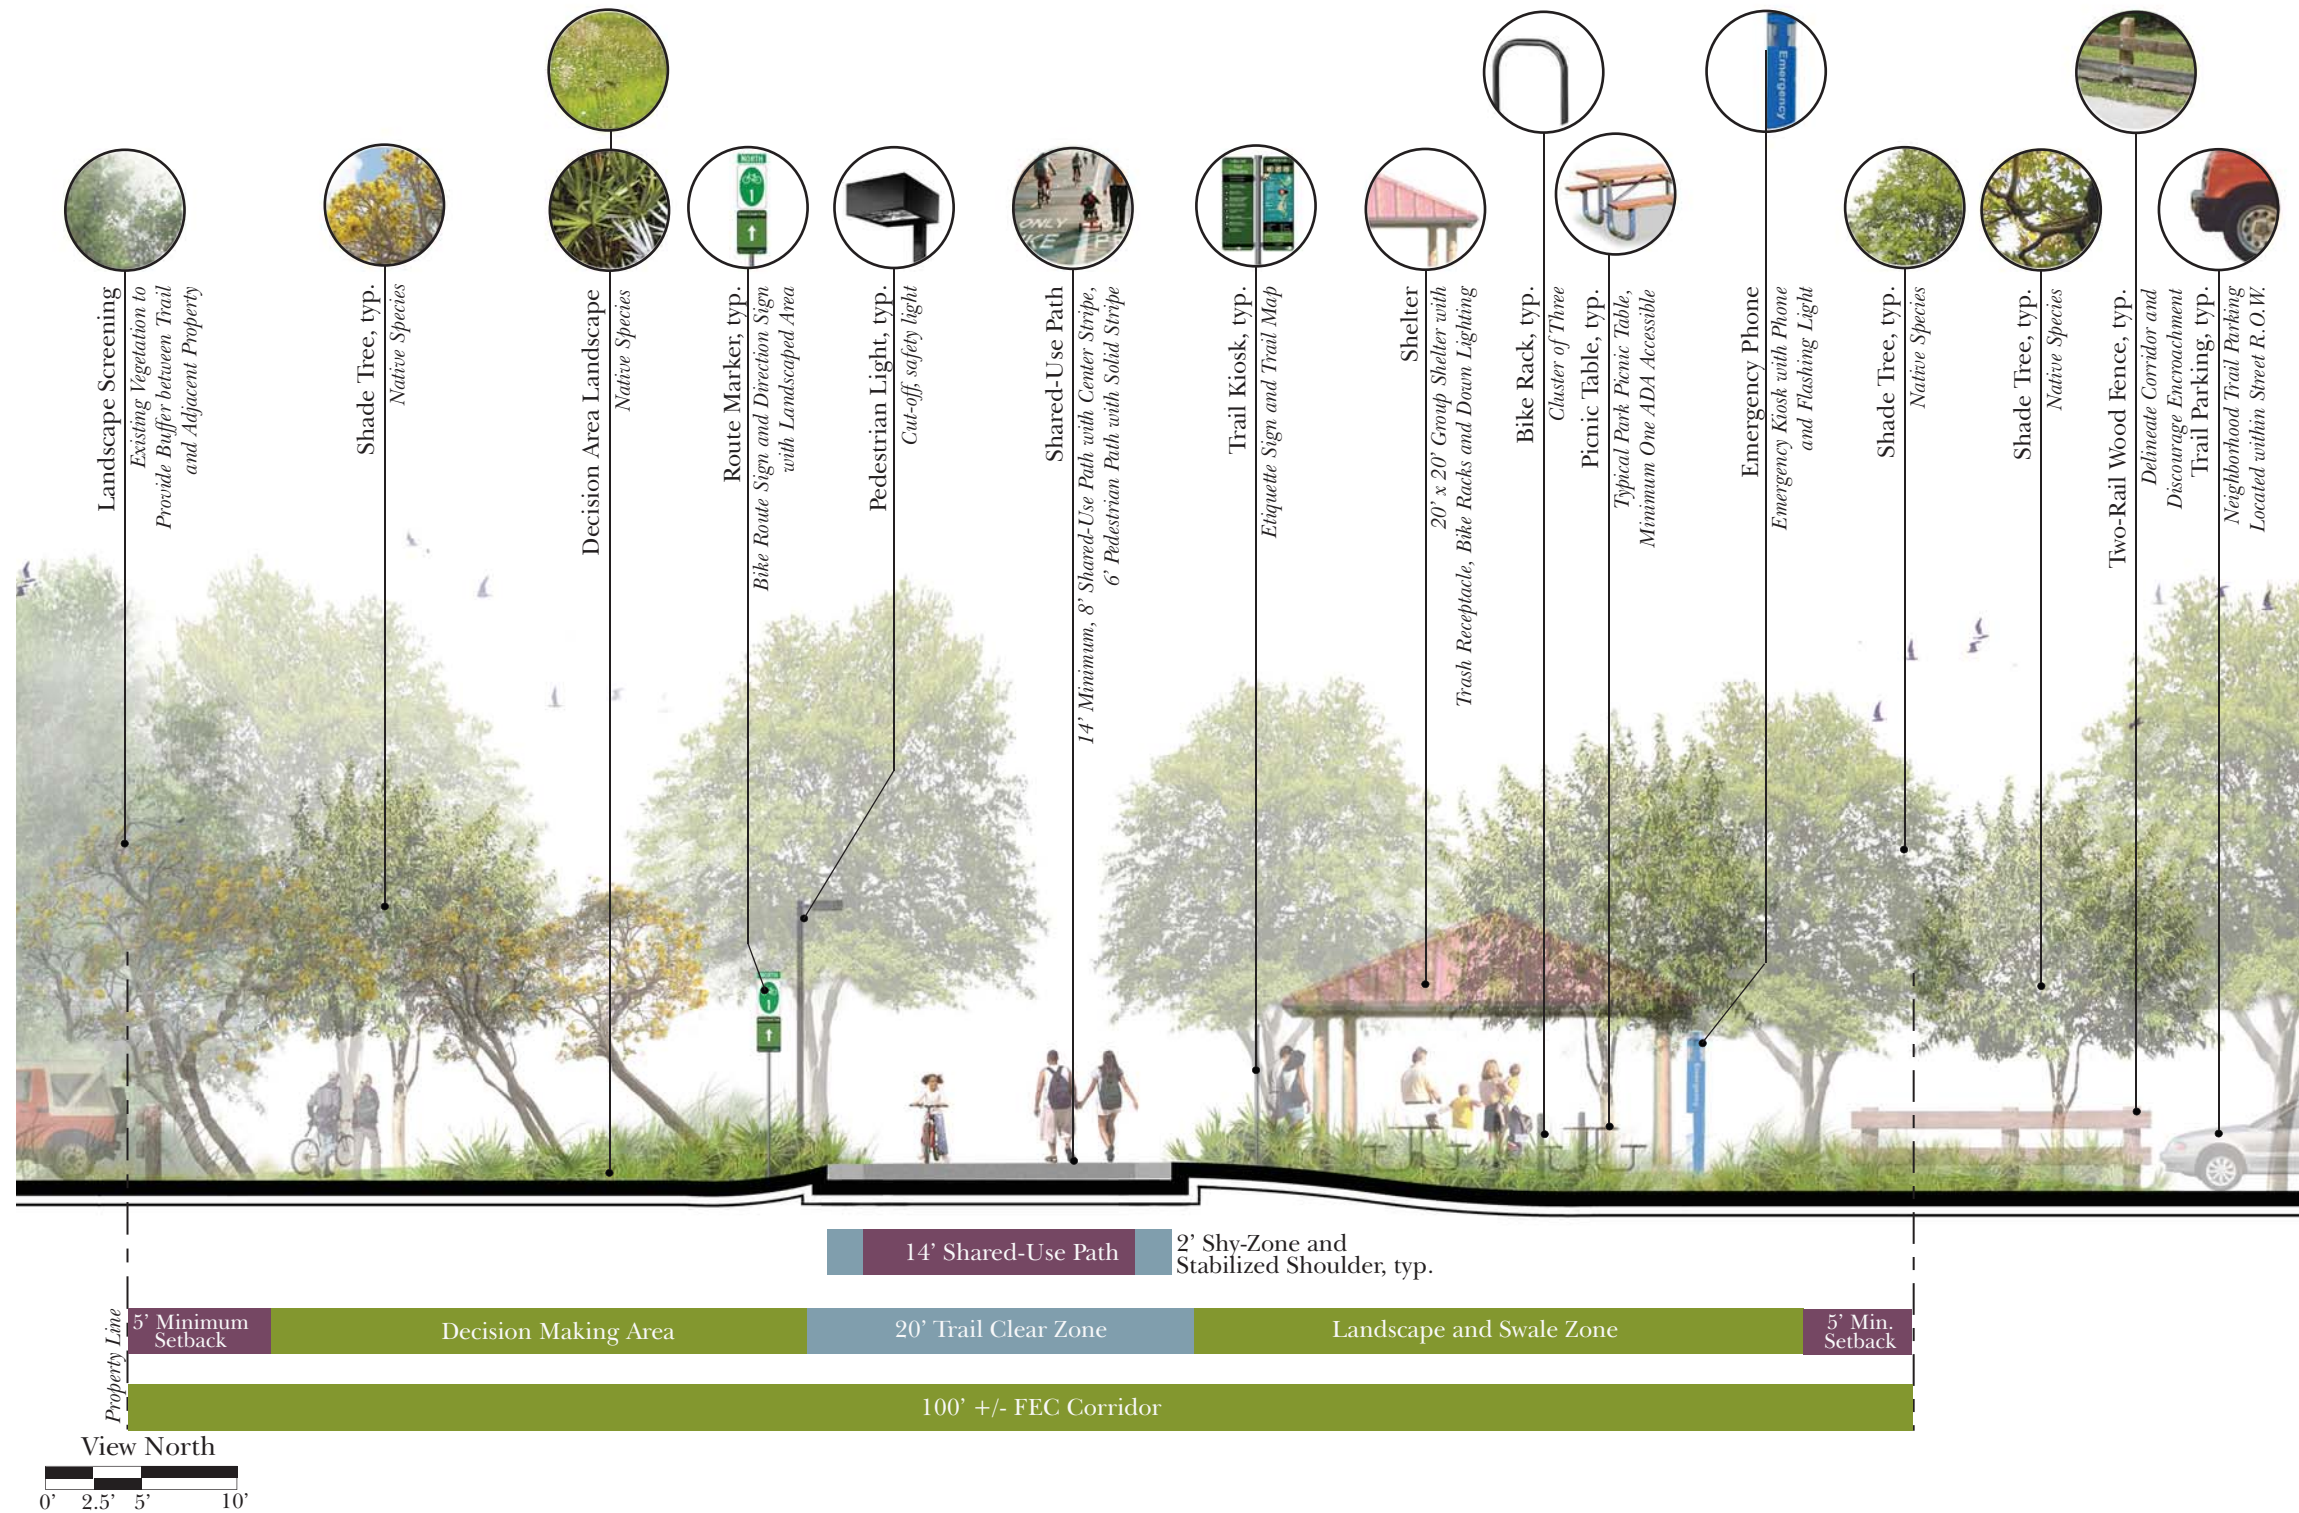 NORTH
1
ONLY
KE
PE
Emergency
Landscape Screening
Existing Vegetation to
Provide Buffer between Trail
and Adjacent Property
Shade Tree, typ.
Native Species
Decision Area Landscape
Native Species
Route Marker, typ.
Bike Route Sign and Direction Sign
with Landscaped Area
Pedestrian Light, typ.
Cut-off, safety light
Shared-Use Path
14’ Minimum, 8’ Shared-Use Path with Center Stripe,
6’ Pedestrian Path with Solid Stripe
Trail Kiosk, typ.
Etiquette Sign and Trail Map
Shelter
20’ x 20’ Group Shelter with
Trash Receptacle, Bike Racks and Down Lighting
Bike Rack, typ.
Cluster of Three
Picnic Table, typ.
Typical Park Picnic Table,
Minimum One ADA Accessible
Emergency Phone
Emergency Kiosk with Phone
and Flashing Light
Shade Tree, typ.
Native Species
Shade Tree, typ.
Native Species
Two-Rail Wood Fence, typ.
Delineate Corridor and
Discourage Encroachment
Trail Parking, typ.
Neighborhood Trail Parking
Located within Street R.O.W.
NORTH
1
Emergency
14’ Shared-Use Path
2’ Shy-Zone and
Stabilized Shoulder, typ.
Property Line
5’ Minimum
Setback
Decision Making Area
20’ Trail Clear Zone
Landscape and Swale Zone
5’ Min.
Setback
100’ +/- FEC Corridor
View North
0’ 2.5’ 5’ 10’